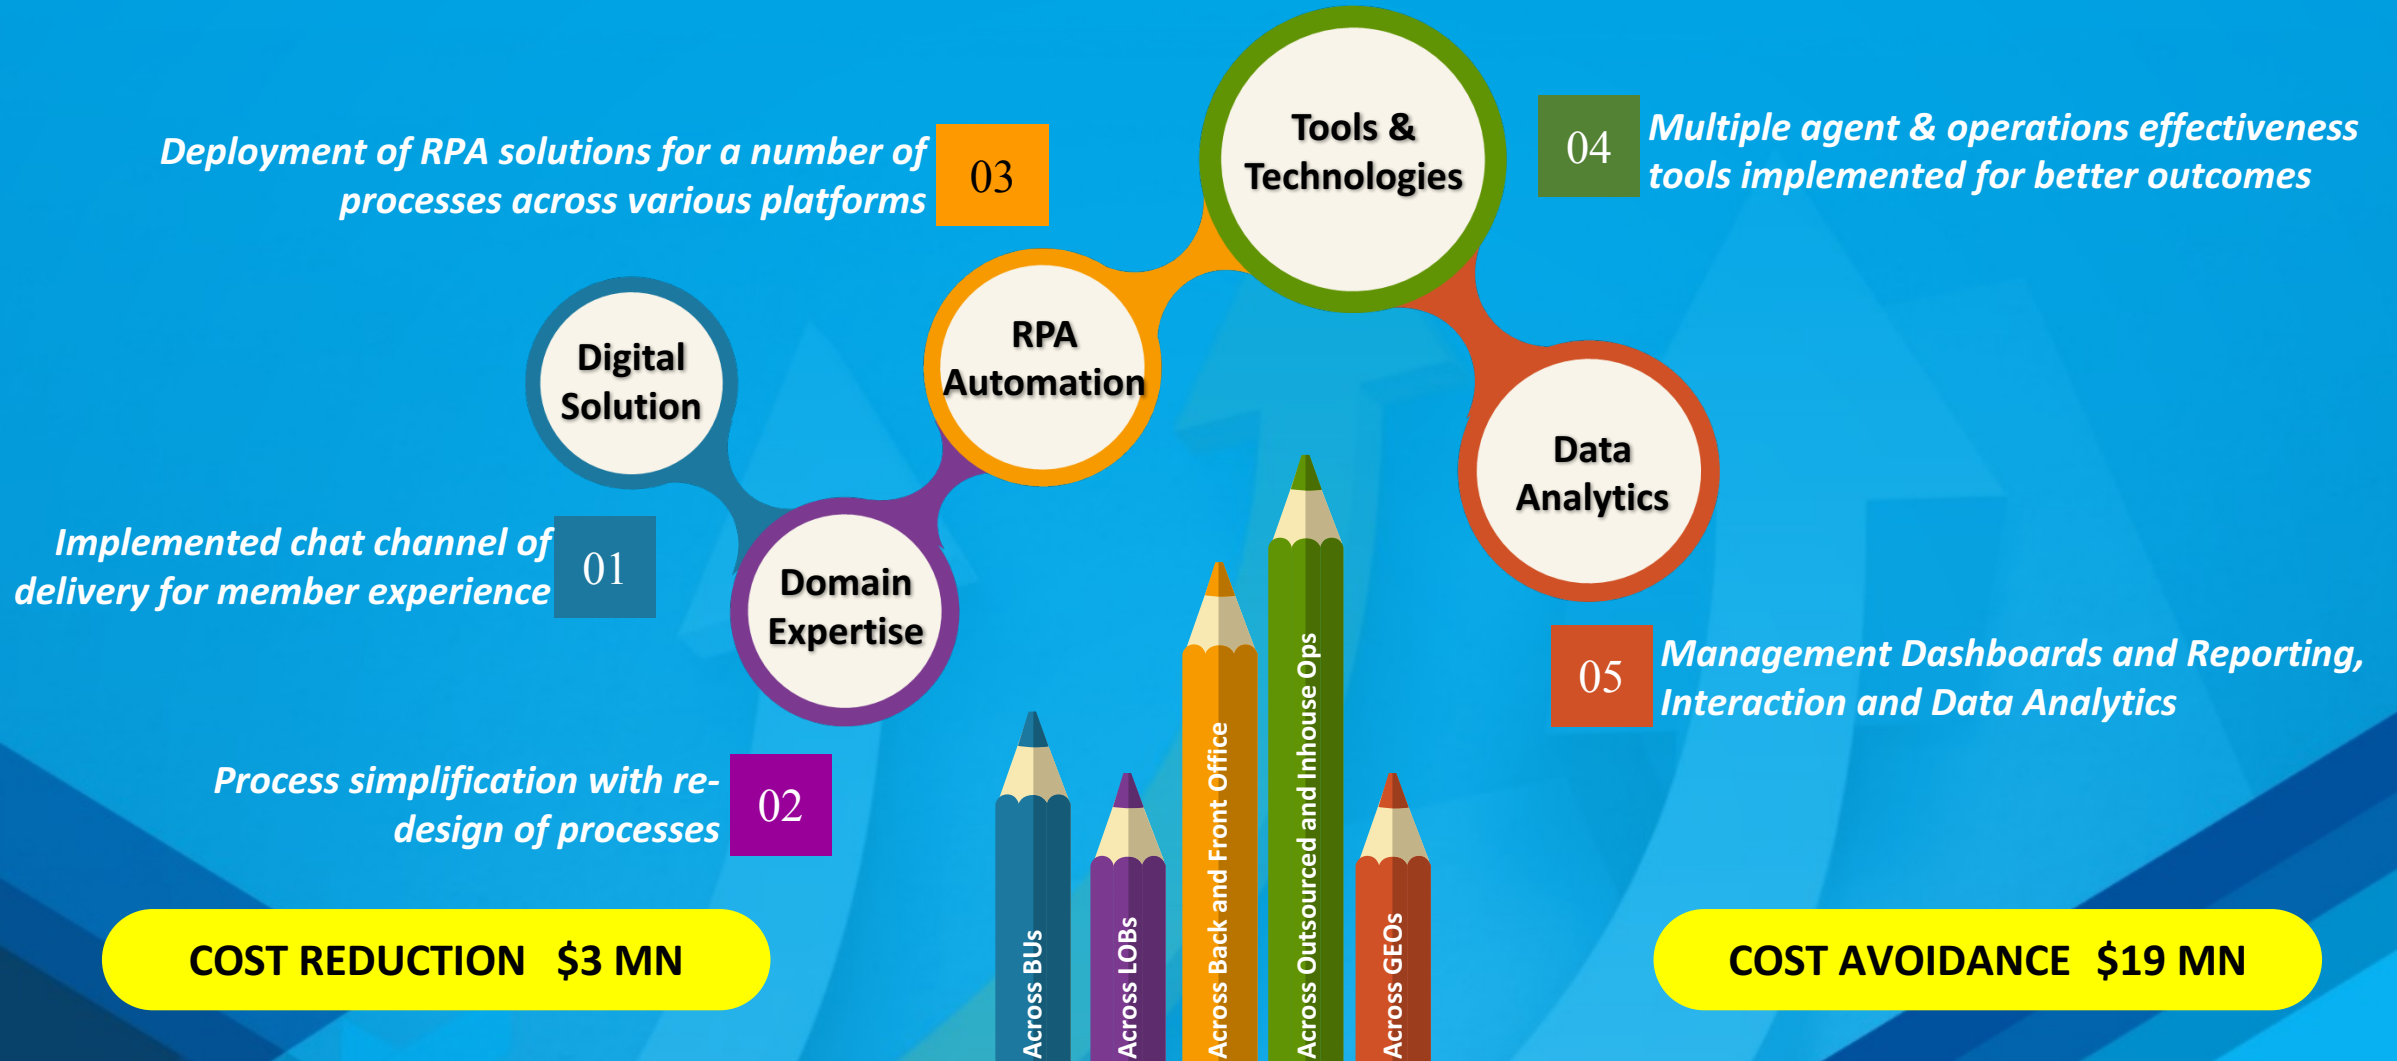 Tools &
Technologies
04
Multiple agent & operations effectiveness
tools implemented for better outcomes
Deployment of RPA solutions for a number of
processes across various platforms
03
RPA
Automation
Digital
Solution
Data
Analytics
Implemented chat channel of
delivery for member experience
01
Domain
Expertise
05
Management Dashboards and Reporting,
Interaction and Data Analytics
Process simplification with re-
design of processes
02
Across BUs
Across LOBs
Across Back and Front Office
Across Outsourced and Inhouse Ops
Across GEOs
COST REDUCTION $3 MN
COST AVOIDANCE $19 MN